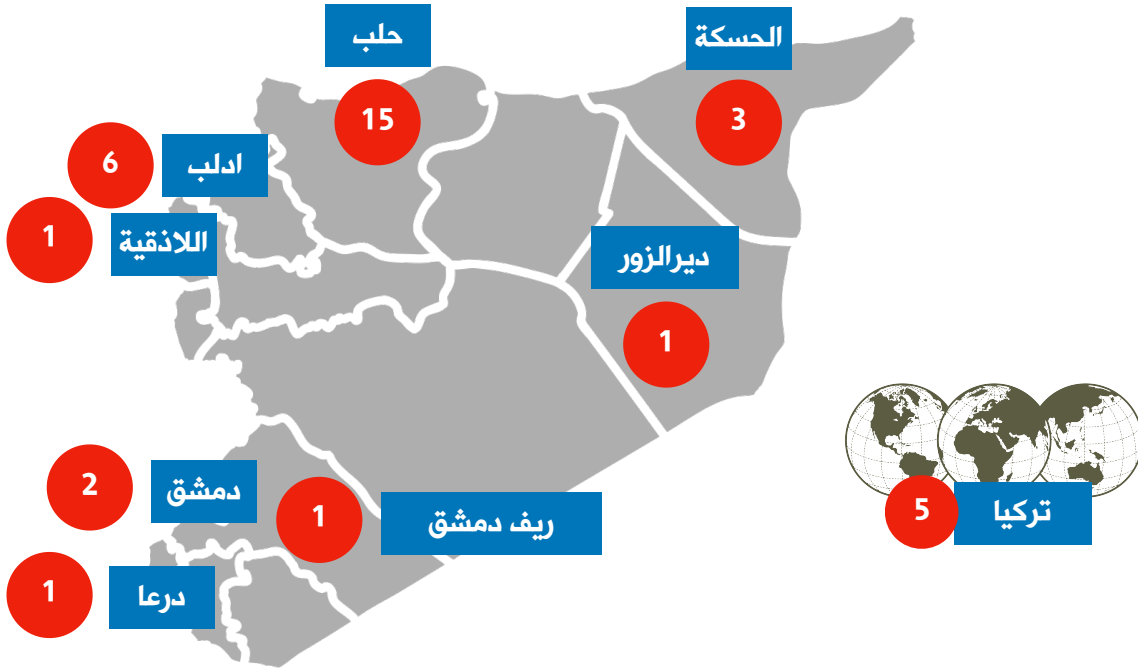 حلب
15
الحسكة
3
ادلب
6
اللاذقية
1
ديرالزور
1
دمشق
2
ريف دمشق
1
درعا
1
تركيا
5